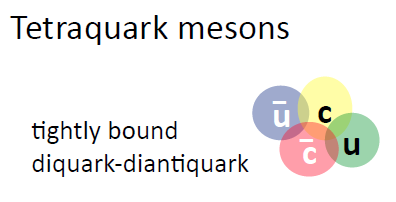 Tetraquark mesons
ū c
c̄ u
tightly bound
diquark-diantiquark